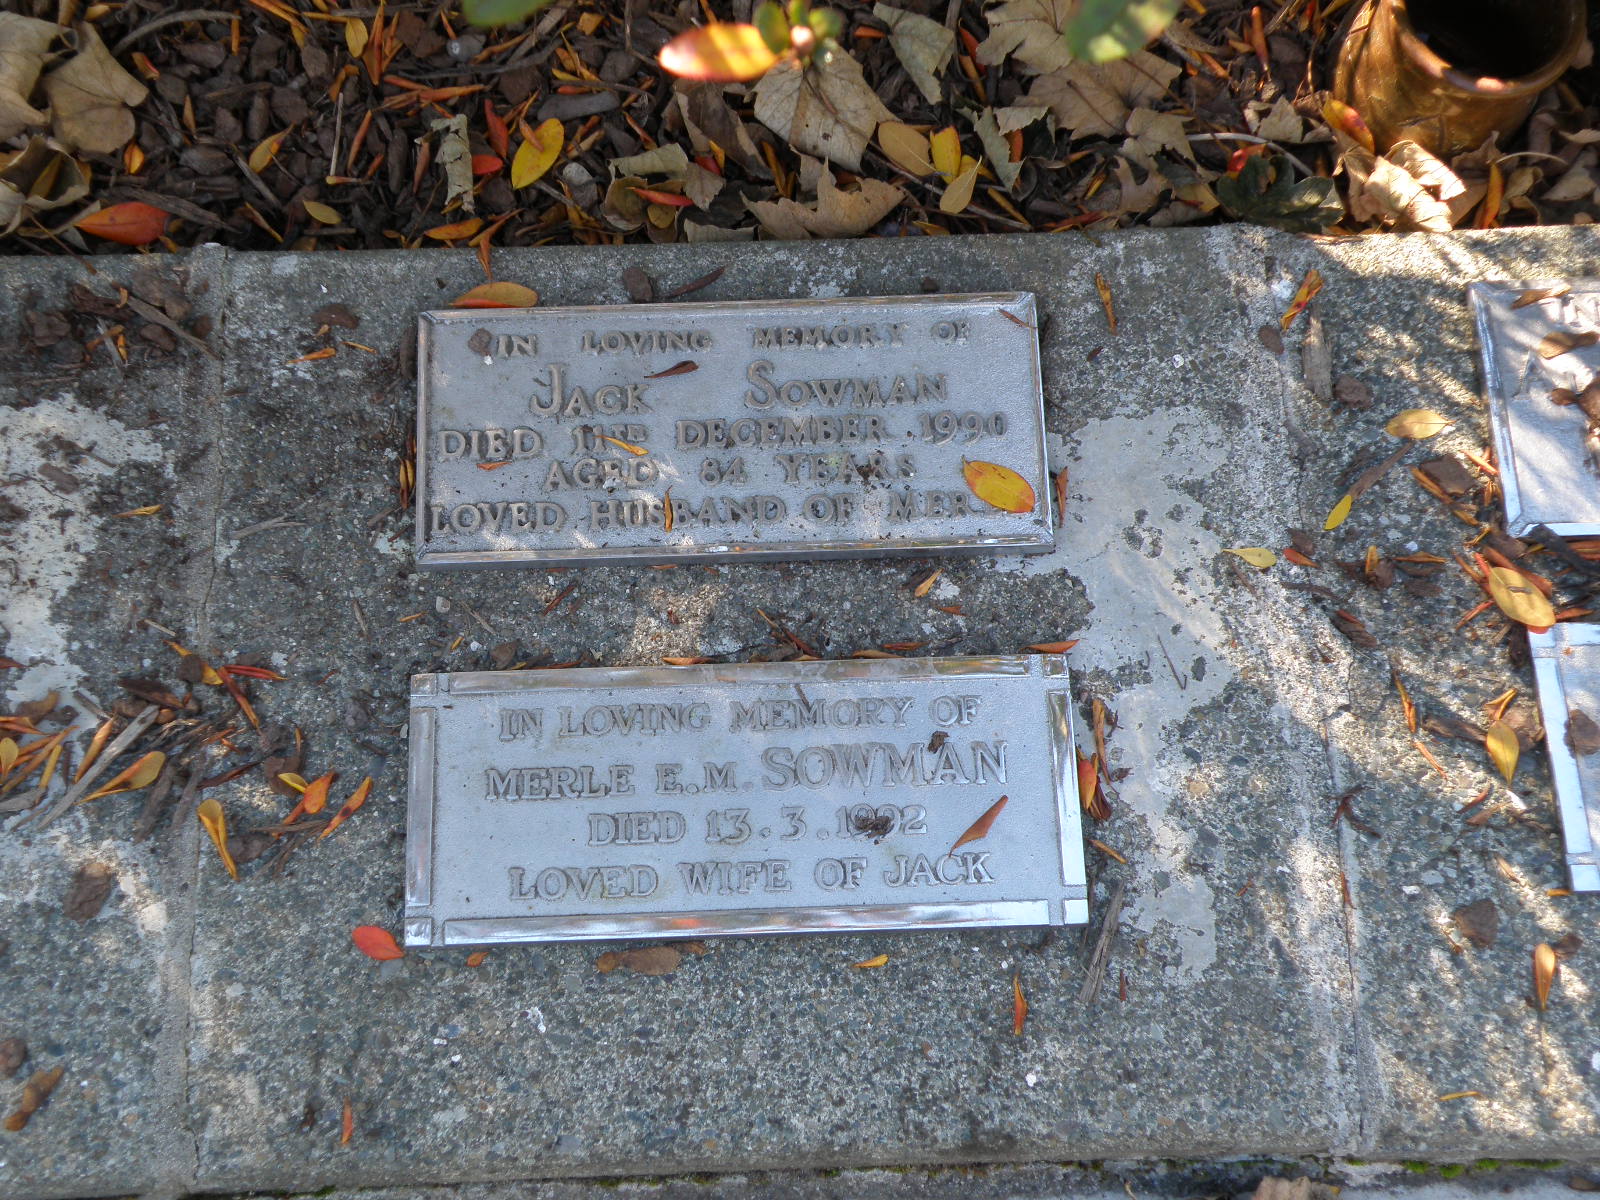 IN LOVING MEMORY OF
JACK SOWMAN
DIED 11TH DECEMBER 1990
AGED 84 YEARS
LOVED HUSBAND OF
IN LOVING MEMORY OF
MERLE E.M. SOWMAN
DIED 13.3.1992
LOVED WIFE OF JACK